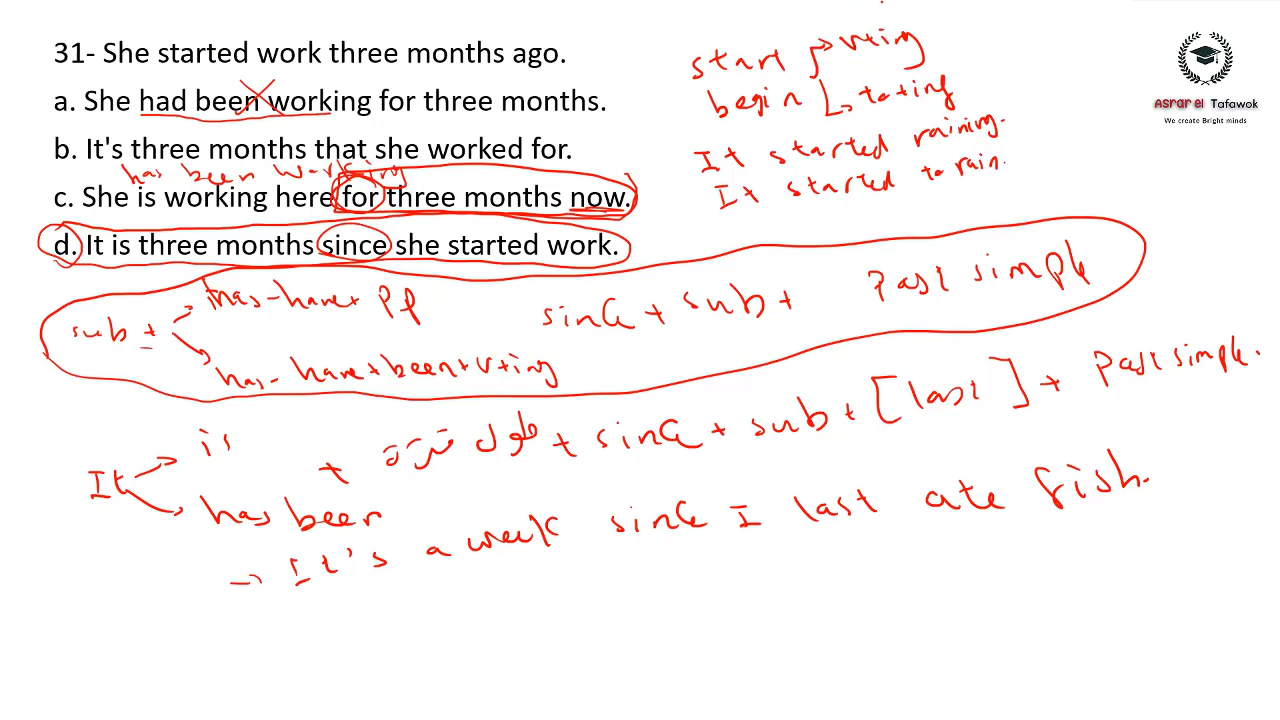 31- She started work three months ago.
a. She had been working for three months.
b. It's three months that she worked for.
has been working
c. She is working here for three months now.
d. It is three months since she started work.
start v+ing
begin to+inf
It started raining.
It started to rain.
Asrar el Tafawok
We create Bright minds
sub + has-have+ PP since + sub + Past simple
has-have+been+v+ing
It is + طول فترة + since + sub + [last] + Past simple.
has been
→ It's a week since I last ate fish.